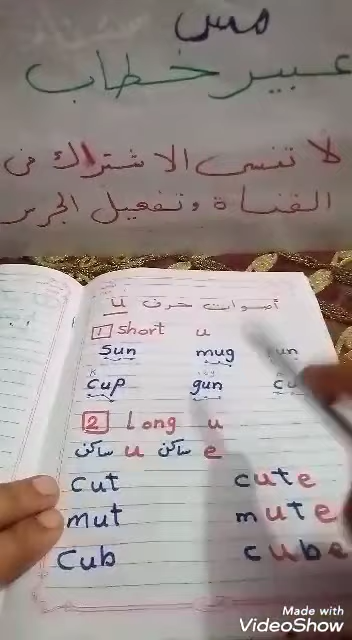 مس
عبير خطاب
لا تنسى الاشتراك في
القناة وتفعيل الجرس
أصوات حرف u
1 short u
sun mug
cup gun
2 Long u
ساكن u ساكن e
cut cute
mut mute
cub cube
Made with
VideoShow